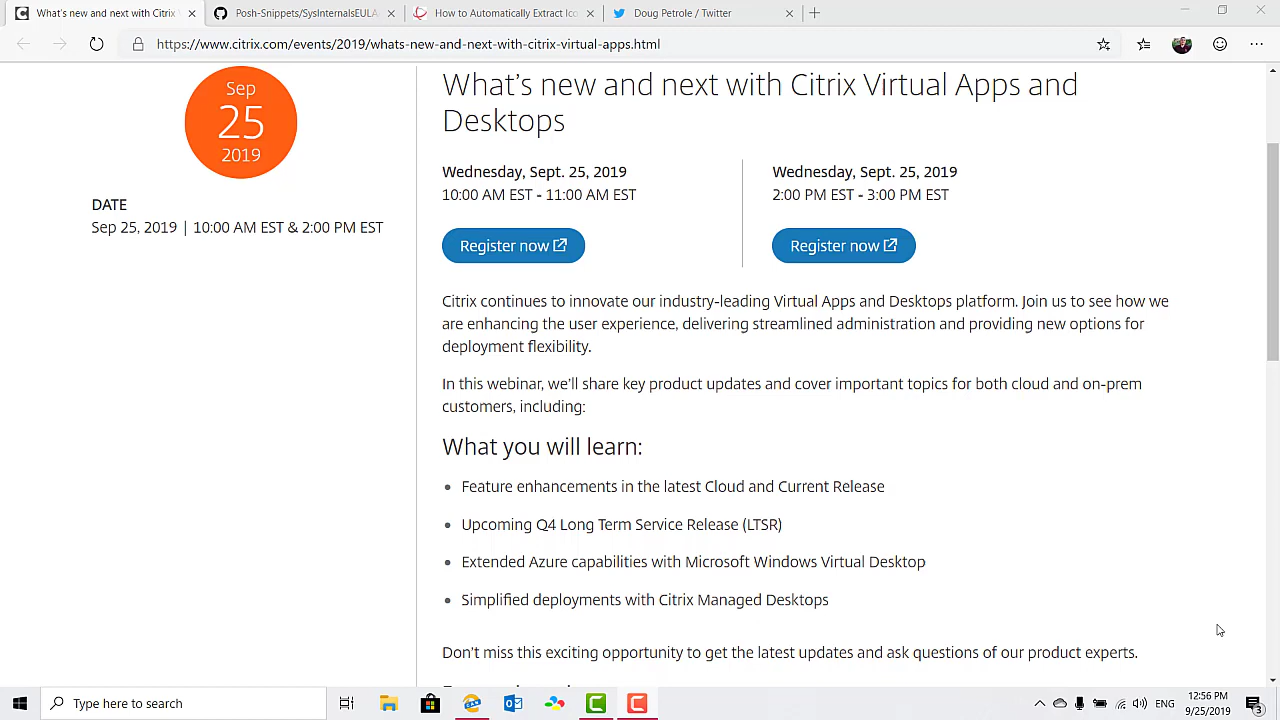 What's new and next with Citrix V
Posh-Snippets/SysInternalsEULA
How to Automatically Extract Ico
Doug Petrole / Twitter
https://www.citrix.com/events/2019/whats-new-and-next-with-citrix-virtual-apps.html
Sep
25
2019
DATE
Sep 25, 2019 | 10:00 AM EST & 2:00 PM EST
What's new and next with Citrix Virtual Apps and
Desktops
Wednesday, Sept. 25, 2019
10:00 AM EST - 11:00 AM EST
Register now
Wednesday, Sept. 25, 2019
2:00 PM EST - 3:00 PM EST
Register now
Citrix continues to innovate our industry-leading Virtual Apps and Desktops platform. Join us to see how we
are enhancing the user experience, delivering streamlined administration and providing new options for
deployment flexibility.
In this webinar, we'll share key product updates and cover important topics for both cloud and on-prem
customers, including:
What you will learn:
• Feature enhancements in the latest Cloud and Current Release
• Upcoming Q4 Long Term Service Release (LTSR)
• Extended Azure capabilities with Microsoft Windows Virtual Desktop
• Simplified deployments with Citrix Managed Desktops
Don't miss this exciting opportunity to get the latest updates and ask questions of our product experts.
Type here to search
ENG
12:56 PM
9/25/2019
3